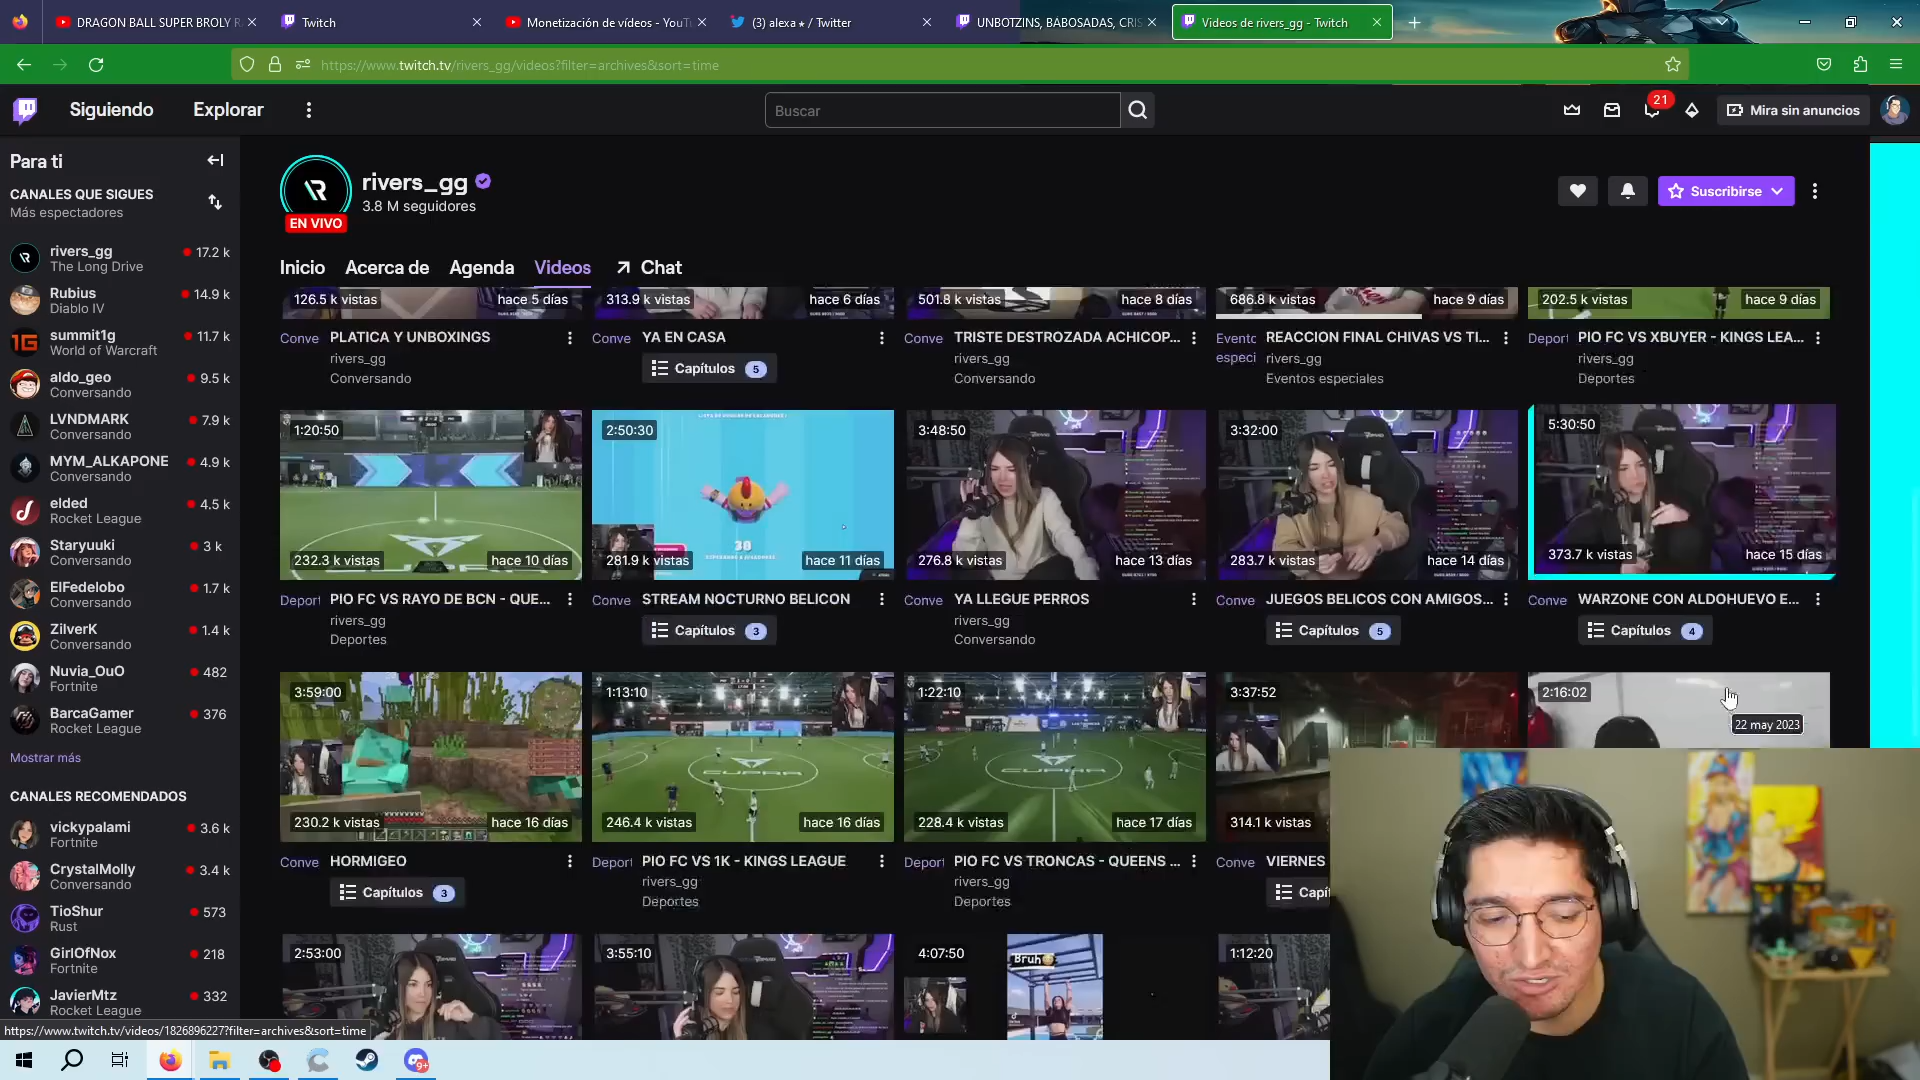 DRAGON BALL SUPER BROLY R
Twitch
Monetización de vídeos - YouTu
(3) alexa ⭑ / Twitter
UNBOTZINS, BABOSADAS, CRIS
Videos de rivers_gg - Twitch
https://www.twitch.tv/rivers_gg/videos?filter=archives&sort=time
Siguiendo
Explorar
Buscar
21
Mira sin anuncios
Para ti
CANALES QUE SIGUES
Más espectadores
rivers_gg
17.2 k
The Long Drive
Rubius
14.9 k
Diablo IV
summit1g
11.7 k
World of Warcraft
aldo_geo
9.5 k
Conversando
LVNDMARK
7.9 k
Conversando
MYM_ALKAPONE
4.9 k
Conversando
elded
4.5 k
Rocket League
Staryuuki
3 k
Conversando
ElFedelobo
1.7 k
Conversando
ZilverK
1.4 k
Conversando
Nuvia_OuO
482
Fortnite
BarcaGamer
376
Rocket League
Mostrar más
CANALES RECOMENDADOS
vickypalami
3.6 k
Fortnite
CrystalMolly
3.4 k
Conversando
TioShur
573
Rust
GirlOfNox
218
Fortnite
JavierMtz
332
Rocket League
https://www.twitch.tv/videos/1826896227?filter=archives&sort=time
rivers_gg
3.8 M seguidores
EN VIVO
Suscribirse
Inicio
Acerca de
Agenda
Videos
Chat
126.5 k vistas
hace 5 días
313.9 k vistas
hace 6 días
501.8 k vistas
hace 8 días
686.8 k vistas
hace 9 días
202.5 k vistas
hace 9 días
Conve
PLATICA Y UNBOXINGS
rivers_gg
Conversando
Conve
YA EN CASA
Capítulos 5
Conve
TRISTE DESTROZADA ACHICOP...
rivers_gg
Conversando
Evento
especi
REACCION FINAL CHIVAS VS TI...
rivers_gg
Eventos especiales
Deport
PIO FC VS XBUYER - KINGS LEA...
rivers_gg
Deportes
1:20:50
232.3 k vistas
hace 10 días
Deport
PIO FC VS RAYO DE BCN - QUE...
rivers_gg
Deportes
2:50:30
38
281.9 k vistas
hace 11 días
Conve
STREAM NOCTURNO BELICON
Capítulos 3
3:48:50
276.8 k vistas
hace 13 días
Conve
YA LLEGUE PERROS
rivers_gg
Conversando
3:32:00
283.7 k vistas
hace 14 días
Conve
JUEGOS BELICOS CON AMIGOS...
Capítulos 5
5:30:50
373.7 k vistas
hace 15 días
Conve
WARZONE CON ALDOHUEVO E...
Capítulos 4
3:59:00
230.2 k vistas
hace 16 días
Conve
HORMIGEO
Capítulos 3
1:13:10
CUPRA
246.4 k vistas
hace 16 días
Deport
PIO FC VS 1K - KINGS LEAGUE
rivers_gg
Deportes
1:22:10
CUPRA
228.4 k vistas
hace 17 días
Deport
PIO FC VS TRONCAS - QUEENS ...
rivers_gg
Deportes
3:37:52
314.1 k vistas
Conve
VIERNES
Capí
2:16:02
22 may 2023
2:53:00
3:55:10
4:07:50
Bruh
1:12:20
9+